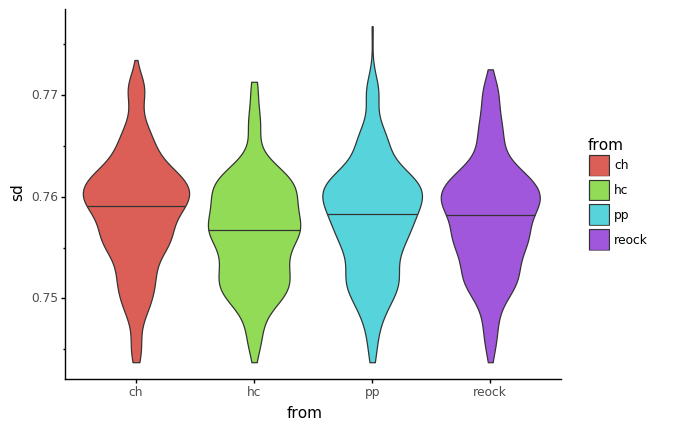 sd
0.77
0.76
0.75
ch
hc
pp
reock
from
from
ch
hc
pp
reock